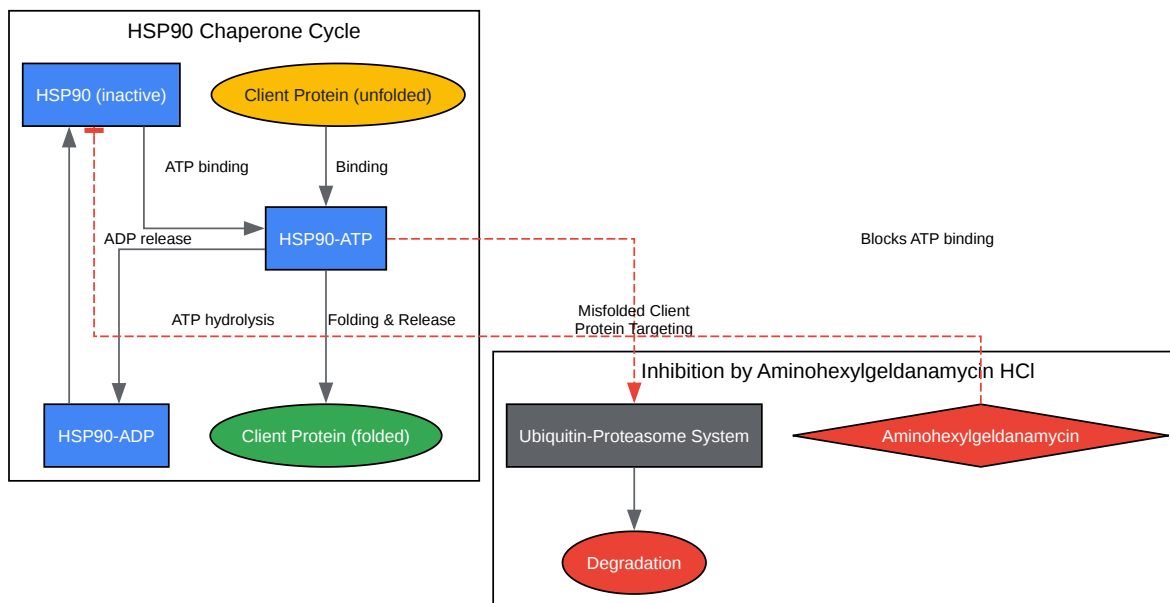 HSP90 Chaperone Cycle
HSP90 (inactive)
Client Protein (unfolded)
ATP binding
Binding
ADP release
HSP90-ATP
Blocks ATP binding
ATP hydrolysis
Folding & Release
Misfolded Client
Protein Targeting
Inhibition by Aminohexylgeldanamycin HCl
HSP90-ADP
Client Protein (folded)
Ubiquitin-Proteasome System
Aminohexylgeldanamycin
Degradation